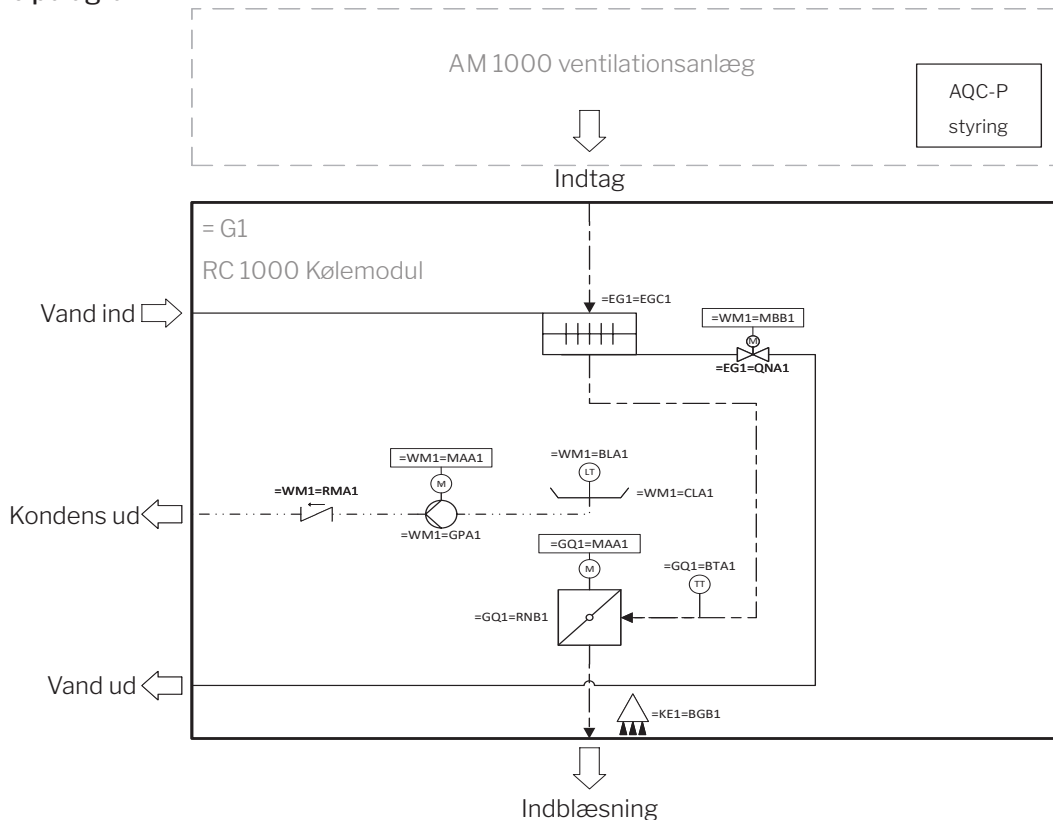 AM 1000 ventilationsanlæg
AQC-P
styring
Indtag
= G1
RC 1000 Kølemodul
Vand ind
=EG1=EGC1
=WM1=MBB1
M
=EG1=QNA1
=WM1=MAA1
M
=WM1=BLA1
LT
=WM1=RMA1
=WM1=CLA1
Kondens ud
=WM1=GPA1
=GQ1=MAA1
M
=GQ1=BTA1
TT
=GQ1=RNB1
Vand ud
=KE1=BGB1
Indblæsning